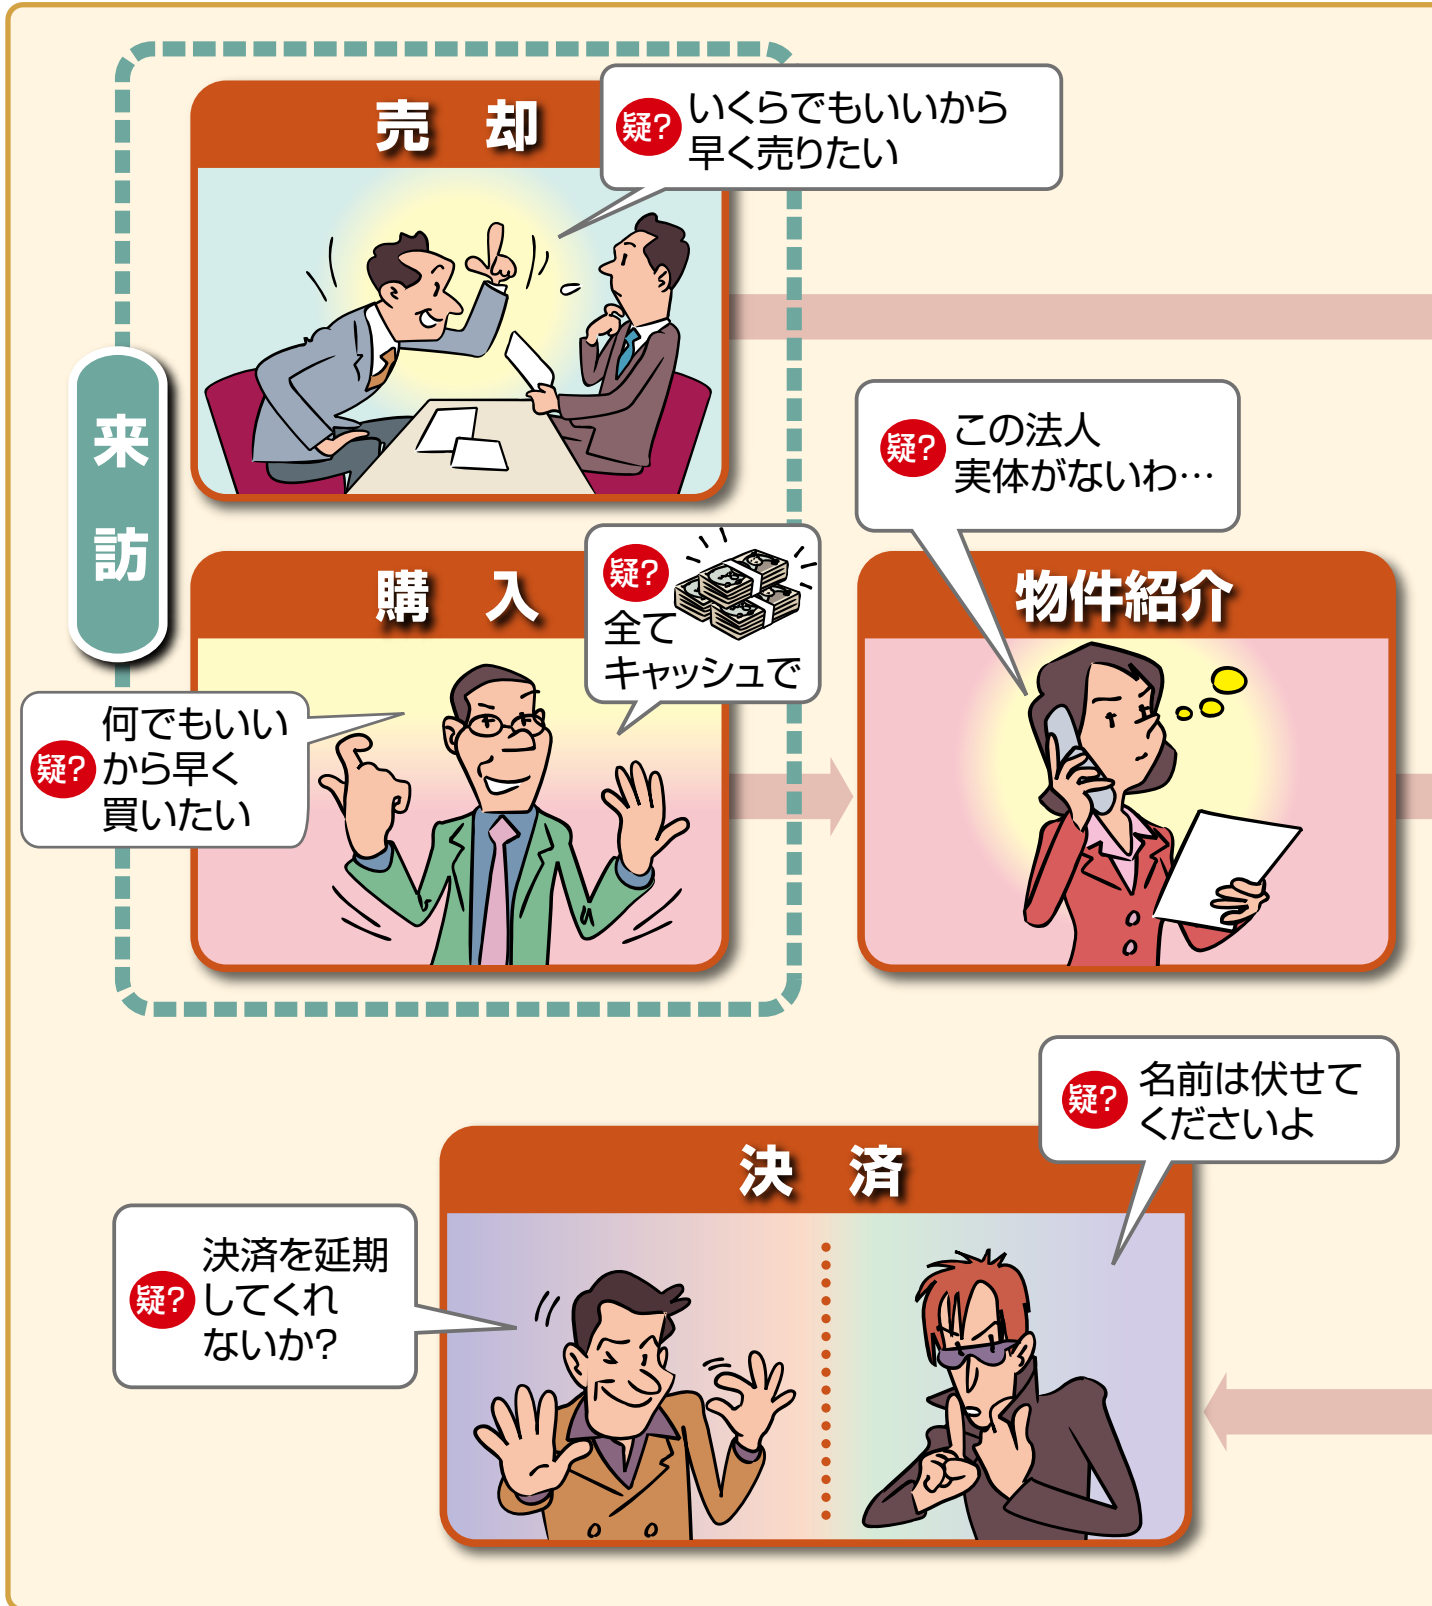 来訪
売却
疑?
いくらでもいいから
早く売りたい
購入
疑?
全て
キャッシュで
疑?
何でもいい
から早く
買いたい
物件紹介
疑?
この法人
実体がないわ…
決済
疑?
名前は伏せて
くださいよ
疑?
決済を延期
してくれ
ないか?